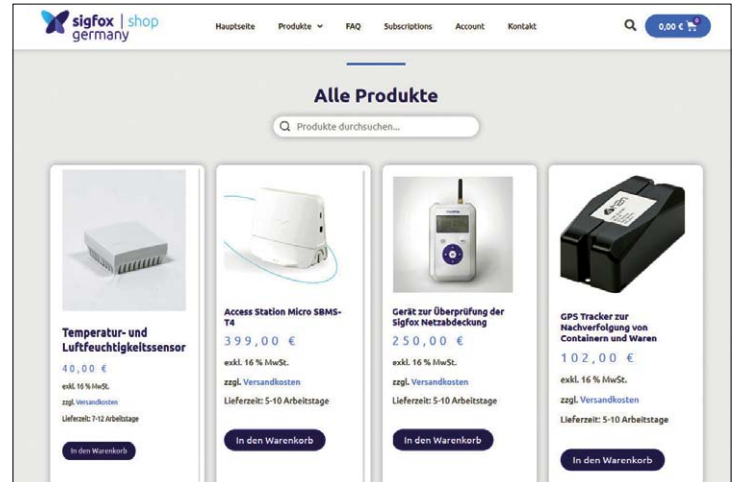 sigfox | shop
germany
Hauptseite
Produkte
FAQ
Subscriptions
Account
Kontakt
0,00 €
0
Alle Produkte
Produkte durchsuchen...
Temperatur- und
Luftfeuchtigkeitssensor
40,00 €
exkl. 16 % MwSt.
zzgl. Versandkosten
Lieferzeit: 7-12 Arbeitstage
In den Warenkorb
Access Station Micro SBMS-
T4
399,00 €
exkl. 16 % MwSt.
zzgl. Versandkosten
Lieferzeit: 5-10 Arbeitstage
In den Warenkorb
Gerät zur Überprüfung der
Sigfox Netzabdeckung
250,00 €
exkl. 16 % MwSt.
zzgl. Versandkosten
Lieferzeit: 5-10 Arbeitstage
In den Warenkorb
GPS Tracker zur
Nachverfolgung von
Containern und Waren
102,00 €
exkl. 16 % MwSt.
zzgl. Versandkosten
Lieferzeit: 5-10 Arbeitstage
In den Warenkorb